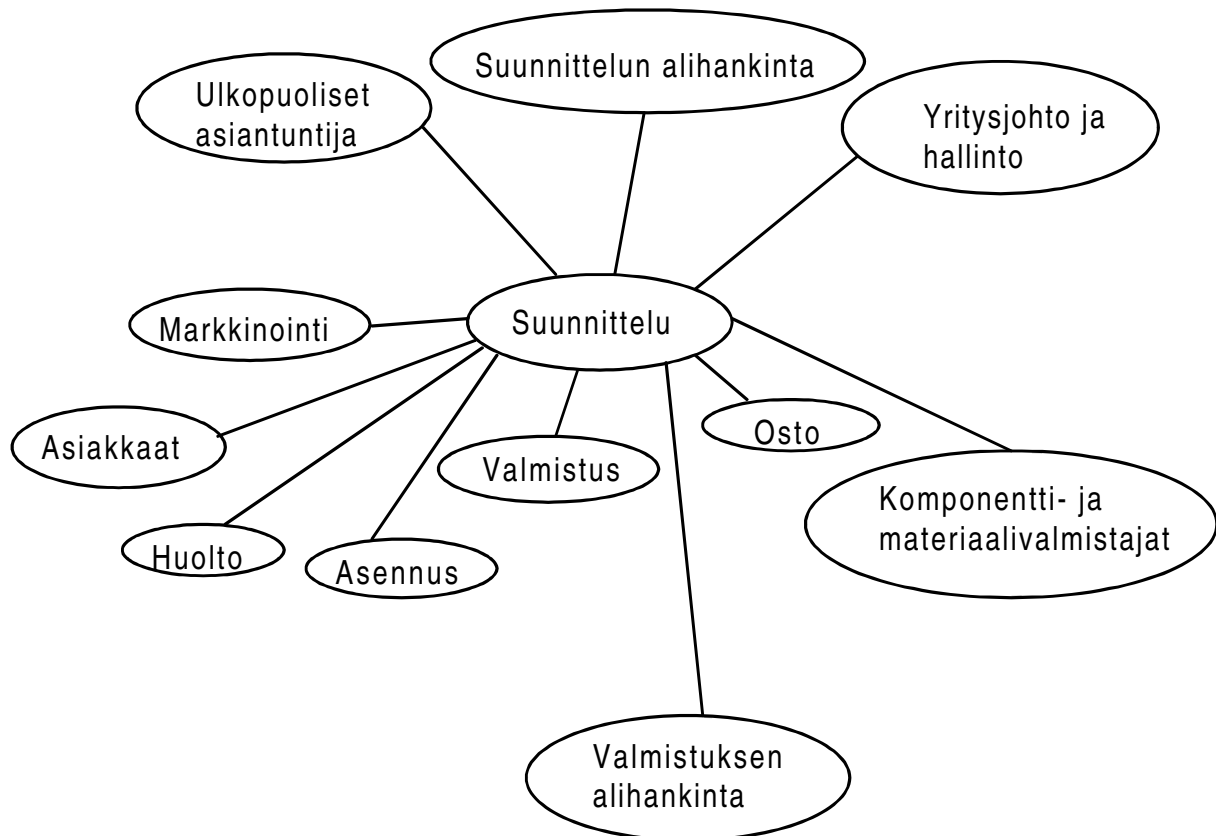 Suunnittelun alihankinta
Ulkopuoliset
asiantuntija
Yritysjohto ja
hallinto
Markkinointi
Suunnittelu
Asiakkaat
Valmistus
Osto
Huolto
Asennus
Komponentti- ja
materiaalivalmistajat
Valmistuksen
alihankinta